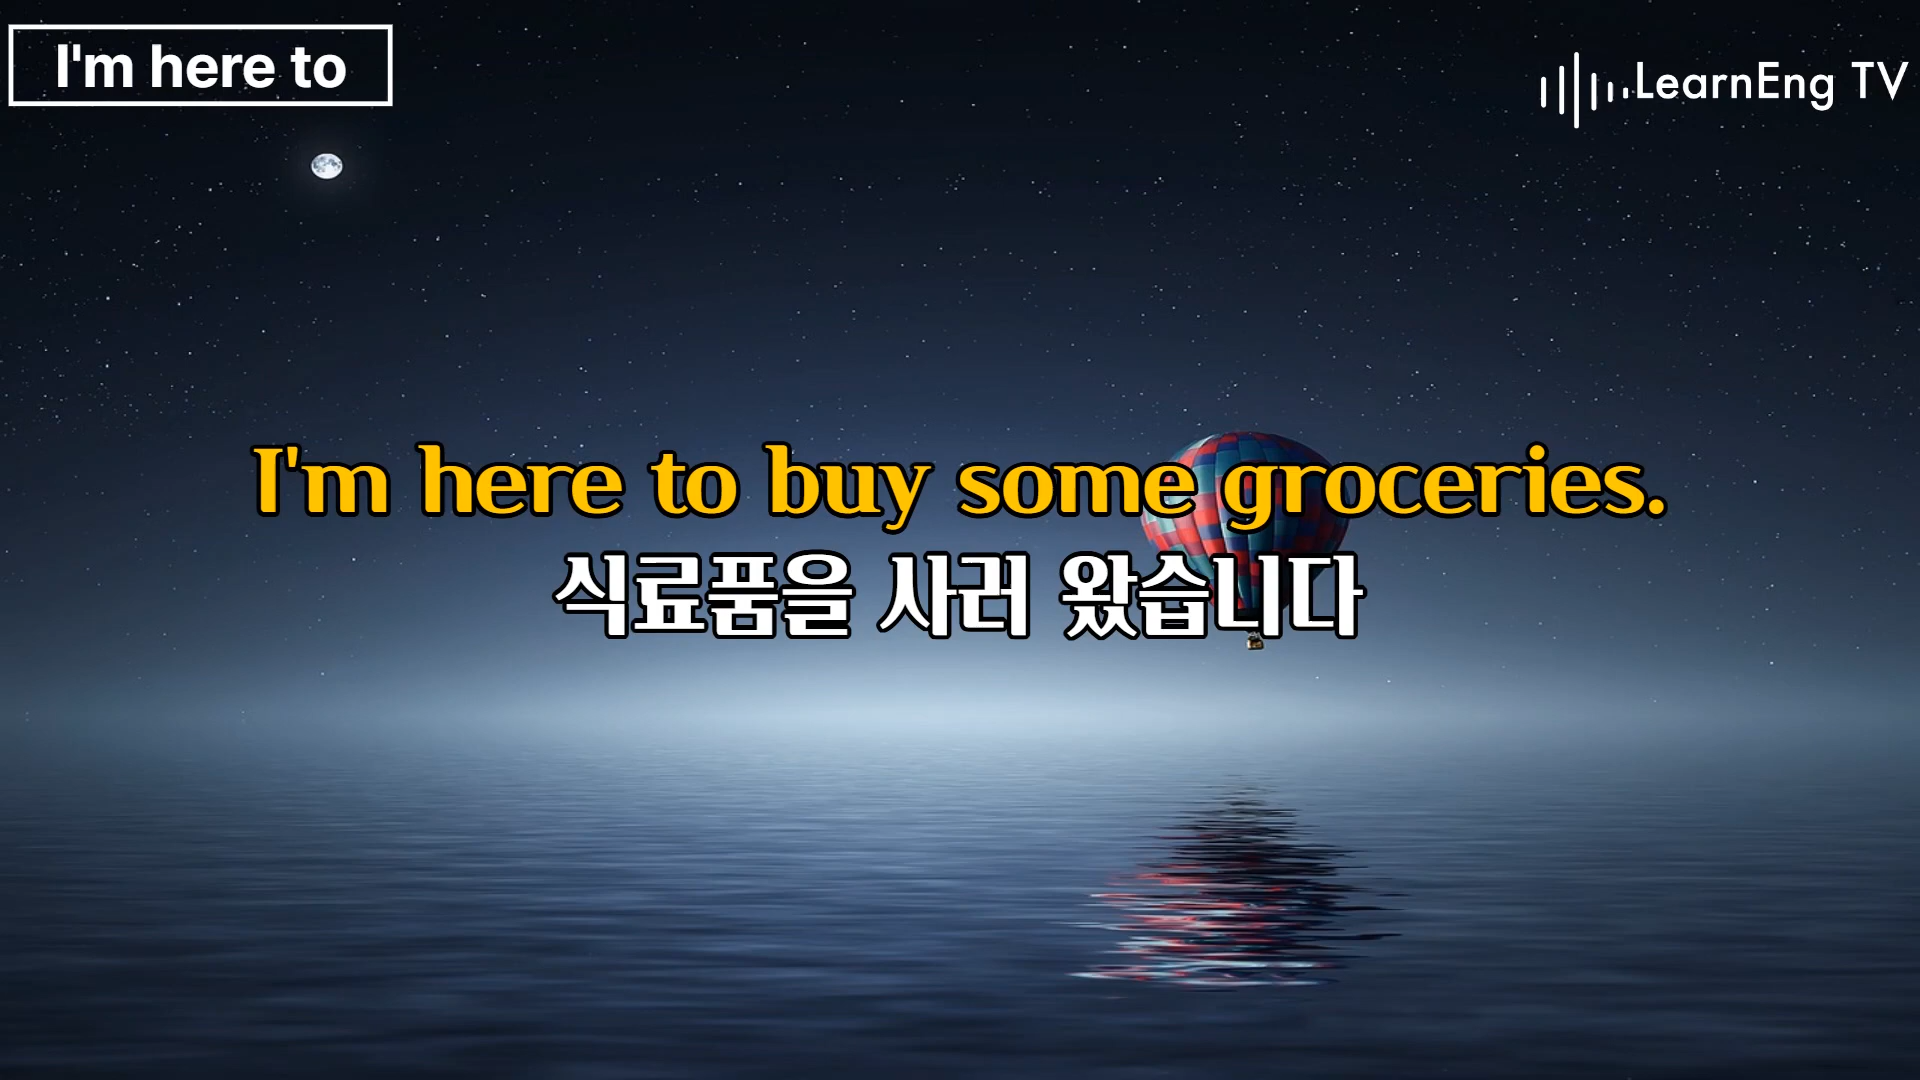 I'm here to
LearnEng TV
I'm here to buy some groceries.
식료품을 사러 왔습니다